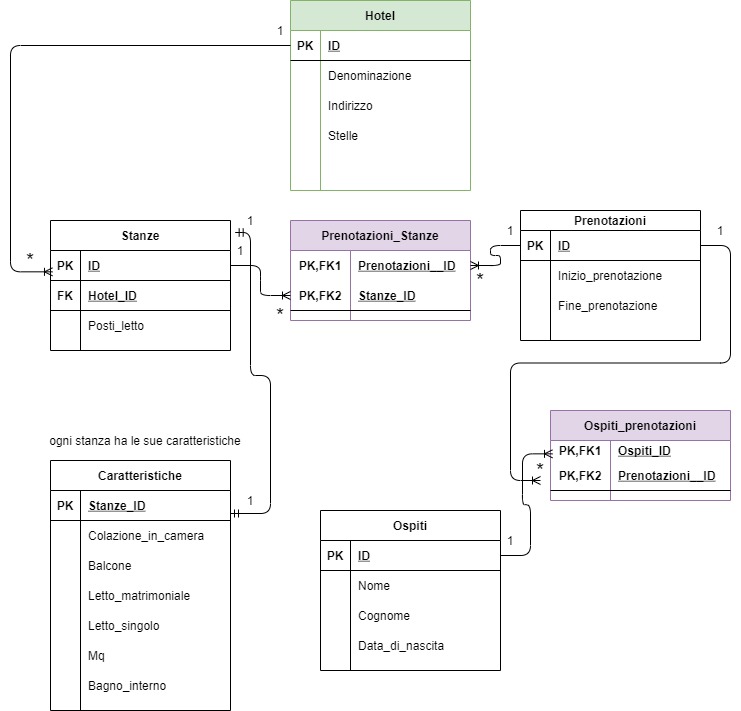 Hotel
1
PK ID
Denominazione
Indirizzo
Stelle
Stanze
1
*
PK ID
1
FK Hotel_ID
Posti_letto
Prenotazioni_Stanze
PK,FK1 Prenotazioni__ID
PK,FK2 Stanze_ID
*
*
1
Prenotazioni
1
PK ID
Inizio_prenotazione
Fine_prenotazione
Ospiti_prenotazioni
PK,FK1 Ospiti_ID
*
PK,FK2 Prenotazioni__ID
ogni stanza ha le sue caratteristiche
Caratteristiche
PK Stanze_ID
1
Colazione_in_camera
Balcone
Letto_matrimoniale
Letto_singolo
Mq
Bagno_interno
Ospiti
PK ID
1
Nome
Cognome
Data_di_nascita